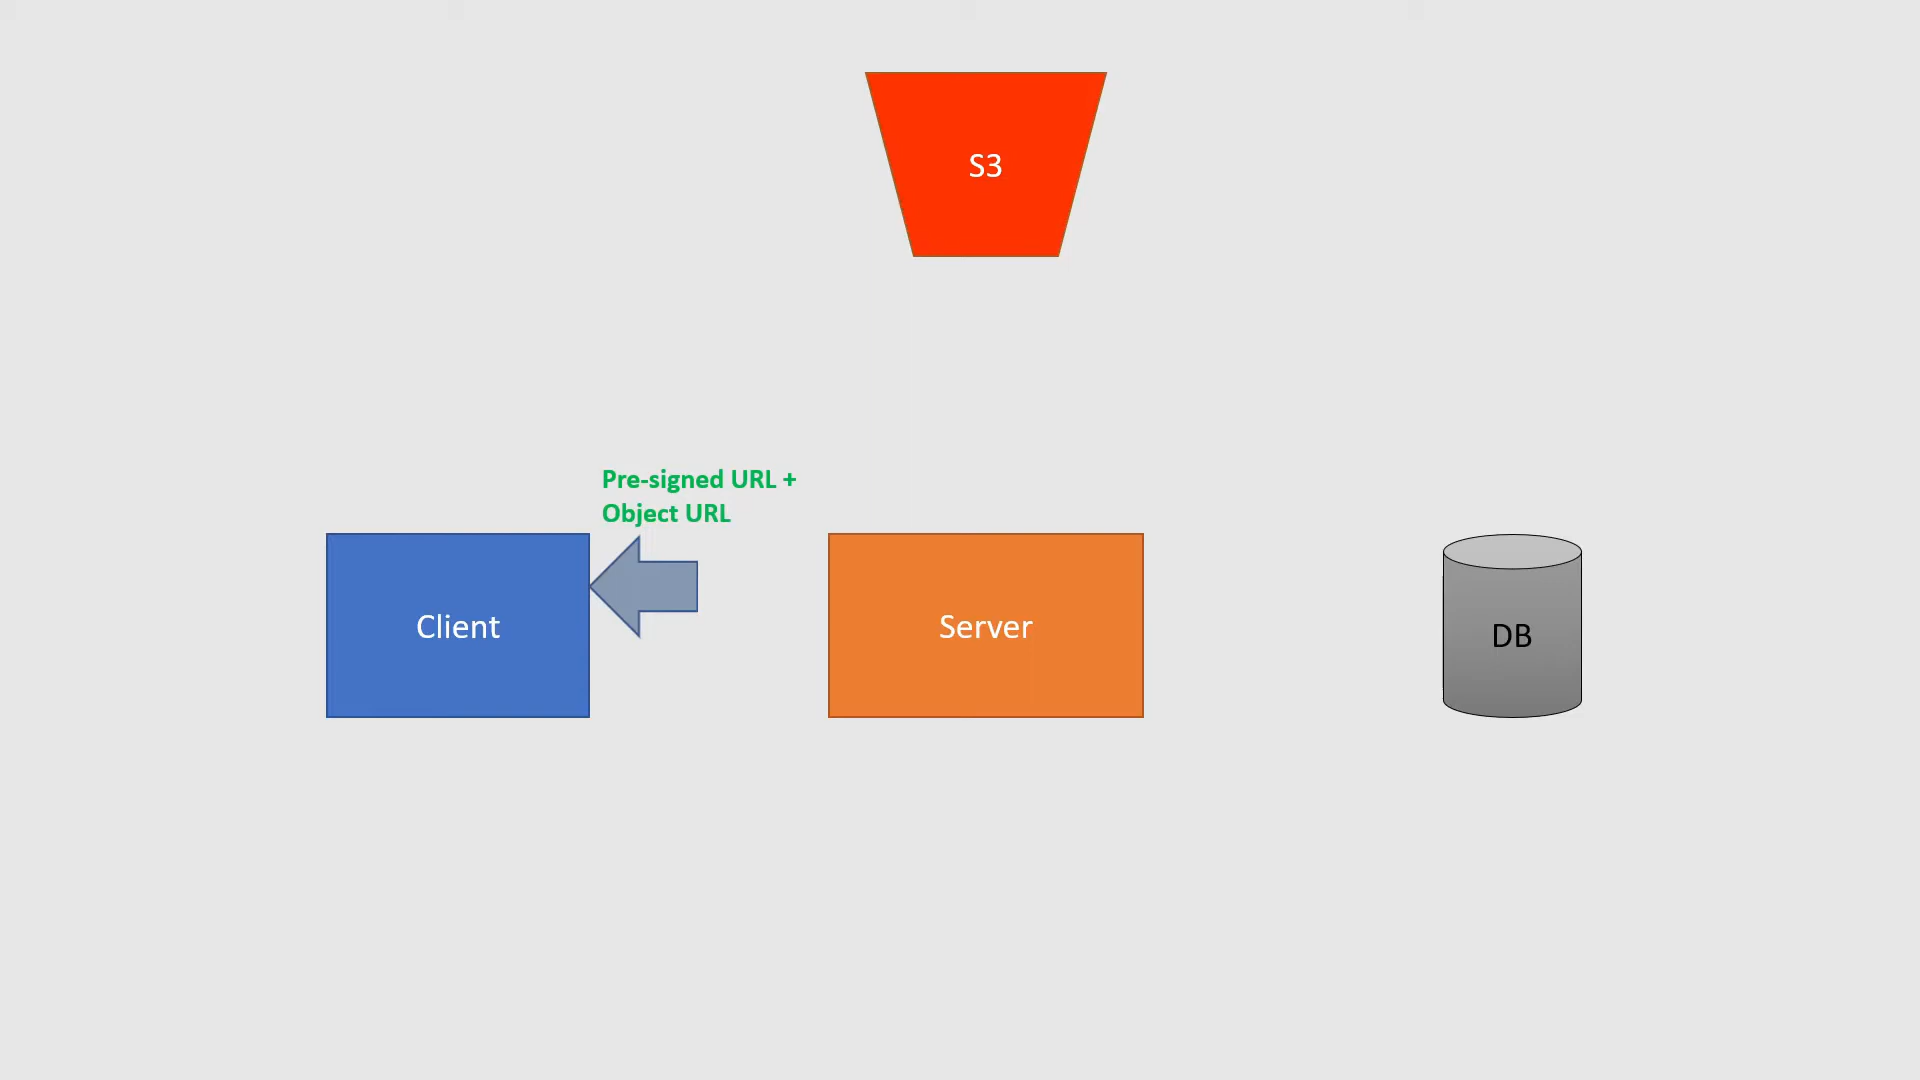 S3
Pre-signed URL +
Object URL
Client
Server
DB